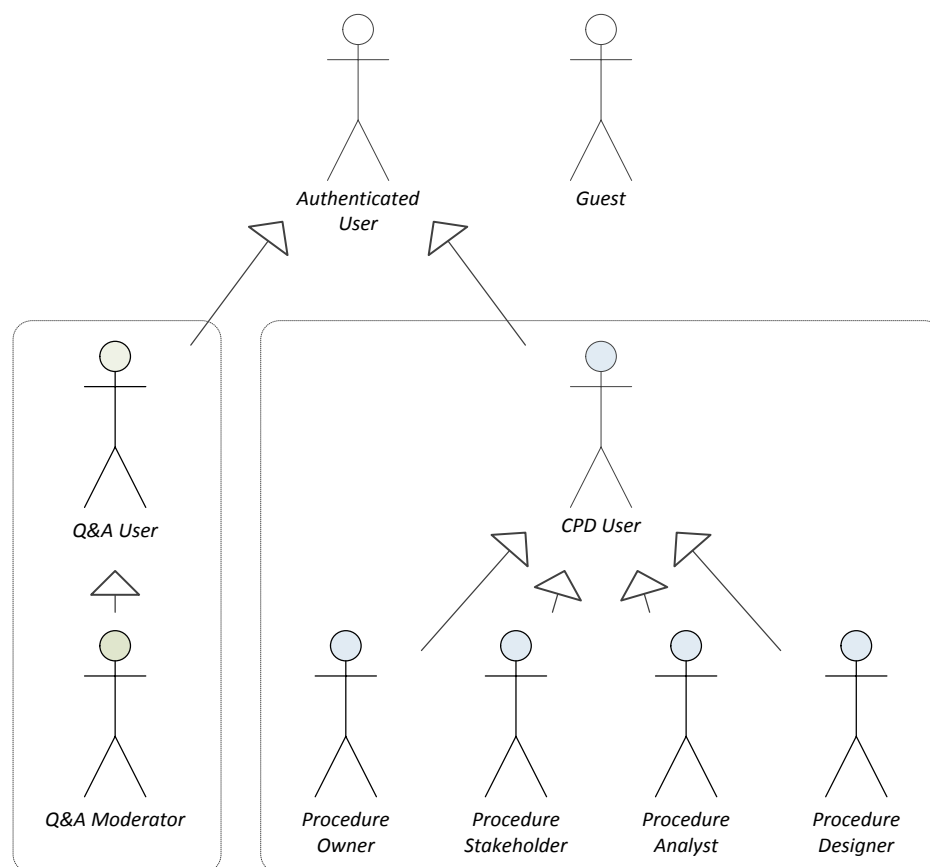 Authenticated
User
Guest
Q&A User
CPD User
Q&A Moderator
Procedure
Owner
Procedure
Stakeholder
Procedure
Analyst
Procedure
Designer